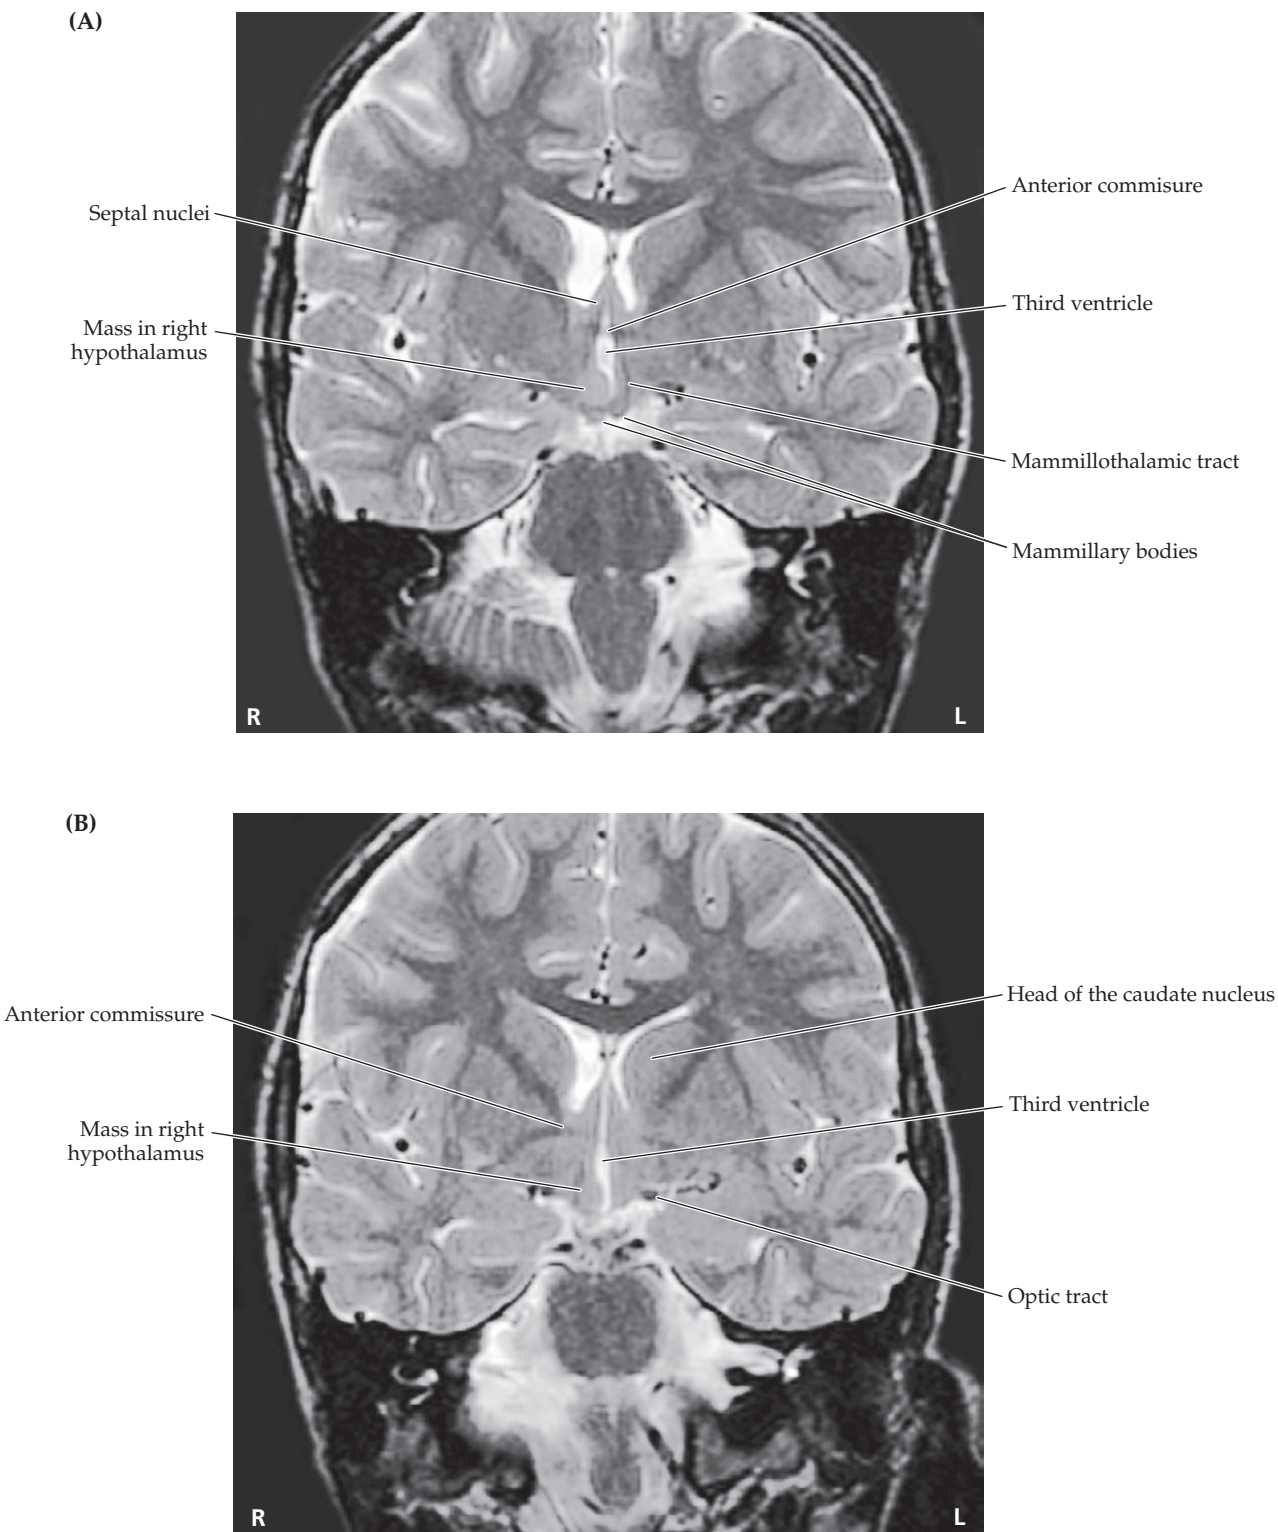 (A)
Septal nuclei
Anterior commisure
Third ventricle
Mass in right
hypothalamus
Mammillothalamic tract
Mammillary bodies
R
L
(B)
Head of the caudate nucleus
Anterior commissure
Third ventricle
Mass in right
hypothalamus
Optic tract
R
L